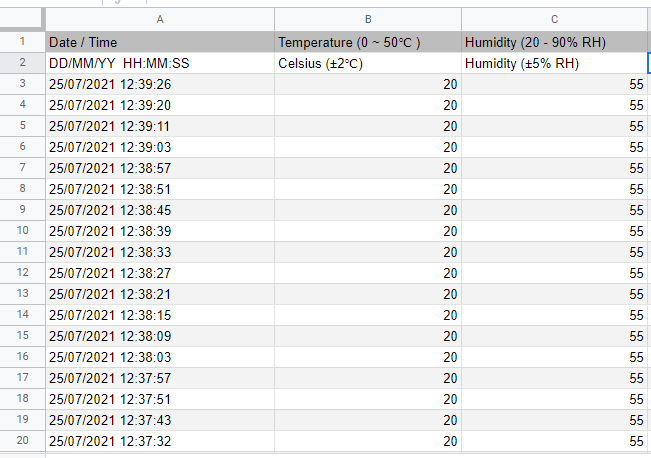 A B C
1 Date / Time Temperature (0 ~ 50℃ ) Humidity (20 - 90% RH)
2 DD/MM/YY  HH:MM:SS Celsius (±2℃) Humidity (±5% RH)
3 25/07/2021 12:39:26 20 55
4 25/07/2021 12:39:20 20 55
5 25/07/2021 12:39:11 20 55
6 25/07/2021 12:39:03 20 55
7 25/07/2021 12:38:57 20 55
8 25/07/2021 12:38:51 20 55
9 25/07/2021 12:38:45 20 55
10 25/07/2021 12:38:39 20 55
11 25/07/2021 12:38:33 20 55
12 25/07/2021 12:38:27 20 55
13 25/07/2021 12:38:21 20 55
14 25/07/2021 12:38:15 20 55
15 25/07/2021 12:38:09 20 55
16 25/07/2021 12:38:03 20 55
17 25/07/2021 12:37:57 20 55
18 25/07/2021 12:37:51 20 55
19 25/07/2021 12:37:43 20 55
20 25/07/2021 12:37:32 20 55